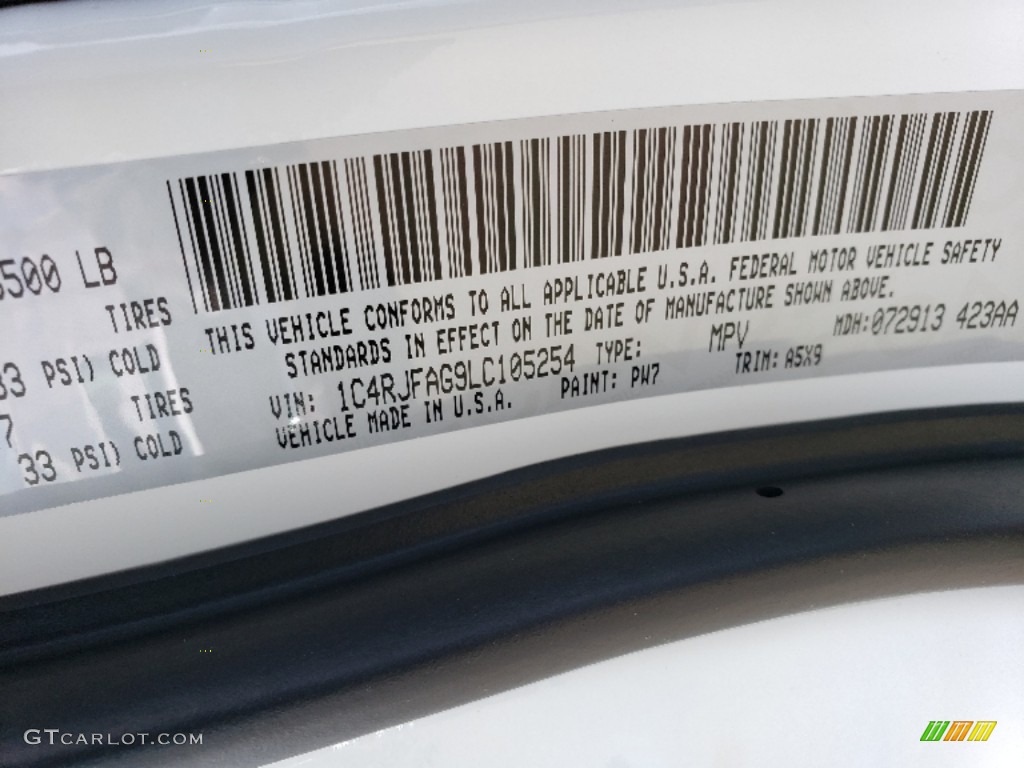 500 LB
TIRES
33 PSI) COLD
TIRES
7
33 PSI) COLD
THIS VEHICLE CONFORMS TO ALL APPLICABLE U.S.A. FEDERAL MOTOR VEHICLE SAFETY
STANDARDS IN EFFECT ON THE DATE OF MANUFACTURE SHOWN ABOVE.
VIN: 1C4RJFAG9LC105254 TYPE: MPV MDH:072913 423AA
VEHICLE MADE IN U.S.A. PAINT: PW7 TRIM: A5X9
GTCARLOT.COM